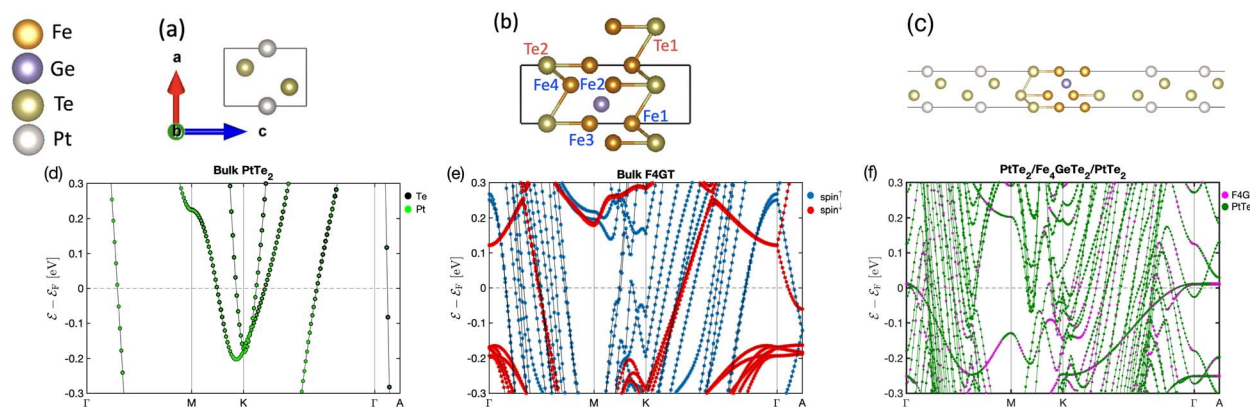 Fe
Ge
Te
Pt
(a)
a
b
c
(b)
Te2
Te1
Fe4
Fe2
Fe3
Fe1
(c)
(d)
Bulk PtTe2
Te
Pt
ℰ − ℰF [eV]
0.3
0.2
0.1
0
-0.1
-0.2
-0.3
Γ
M
K
Γ
A
(e)
Bulk F4GT
spin↑
spin↓
ℰ − ℰF [eV]
0.3
0.2
0.1
0
-0.1
-0.2
-0.3
Γ
M
K
Γ
A
(f)
PtTe2/Fe4GeTe2/PtTe2
F4G
PtTe
ℰ − ℰF [eV]
0.3
0.2
0.1
0
-0.1
-0.2
-0.3
Γ
M
K
Γ
A